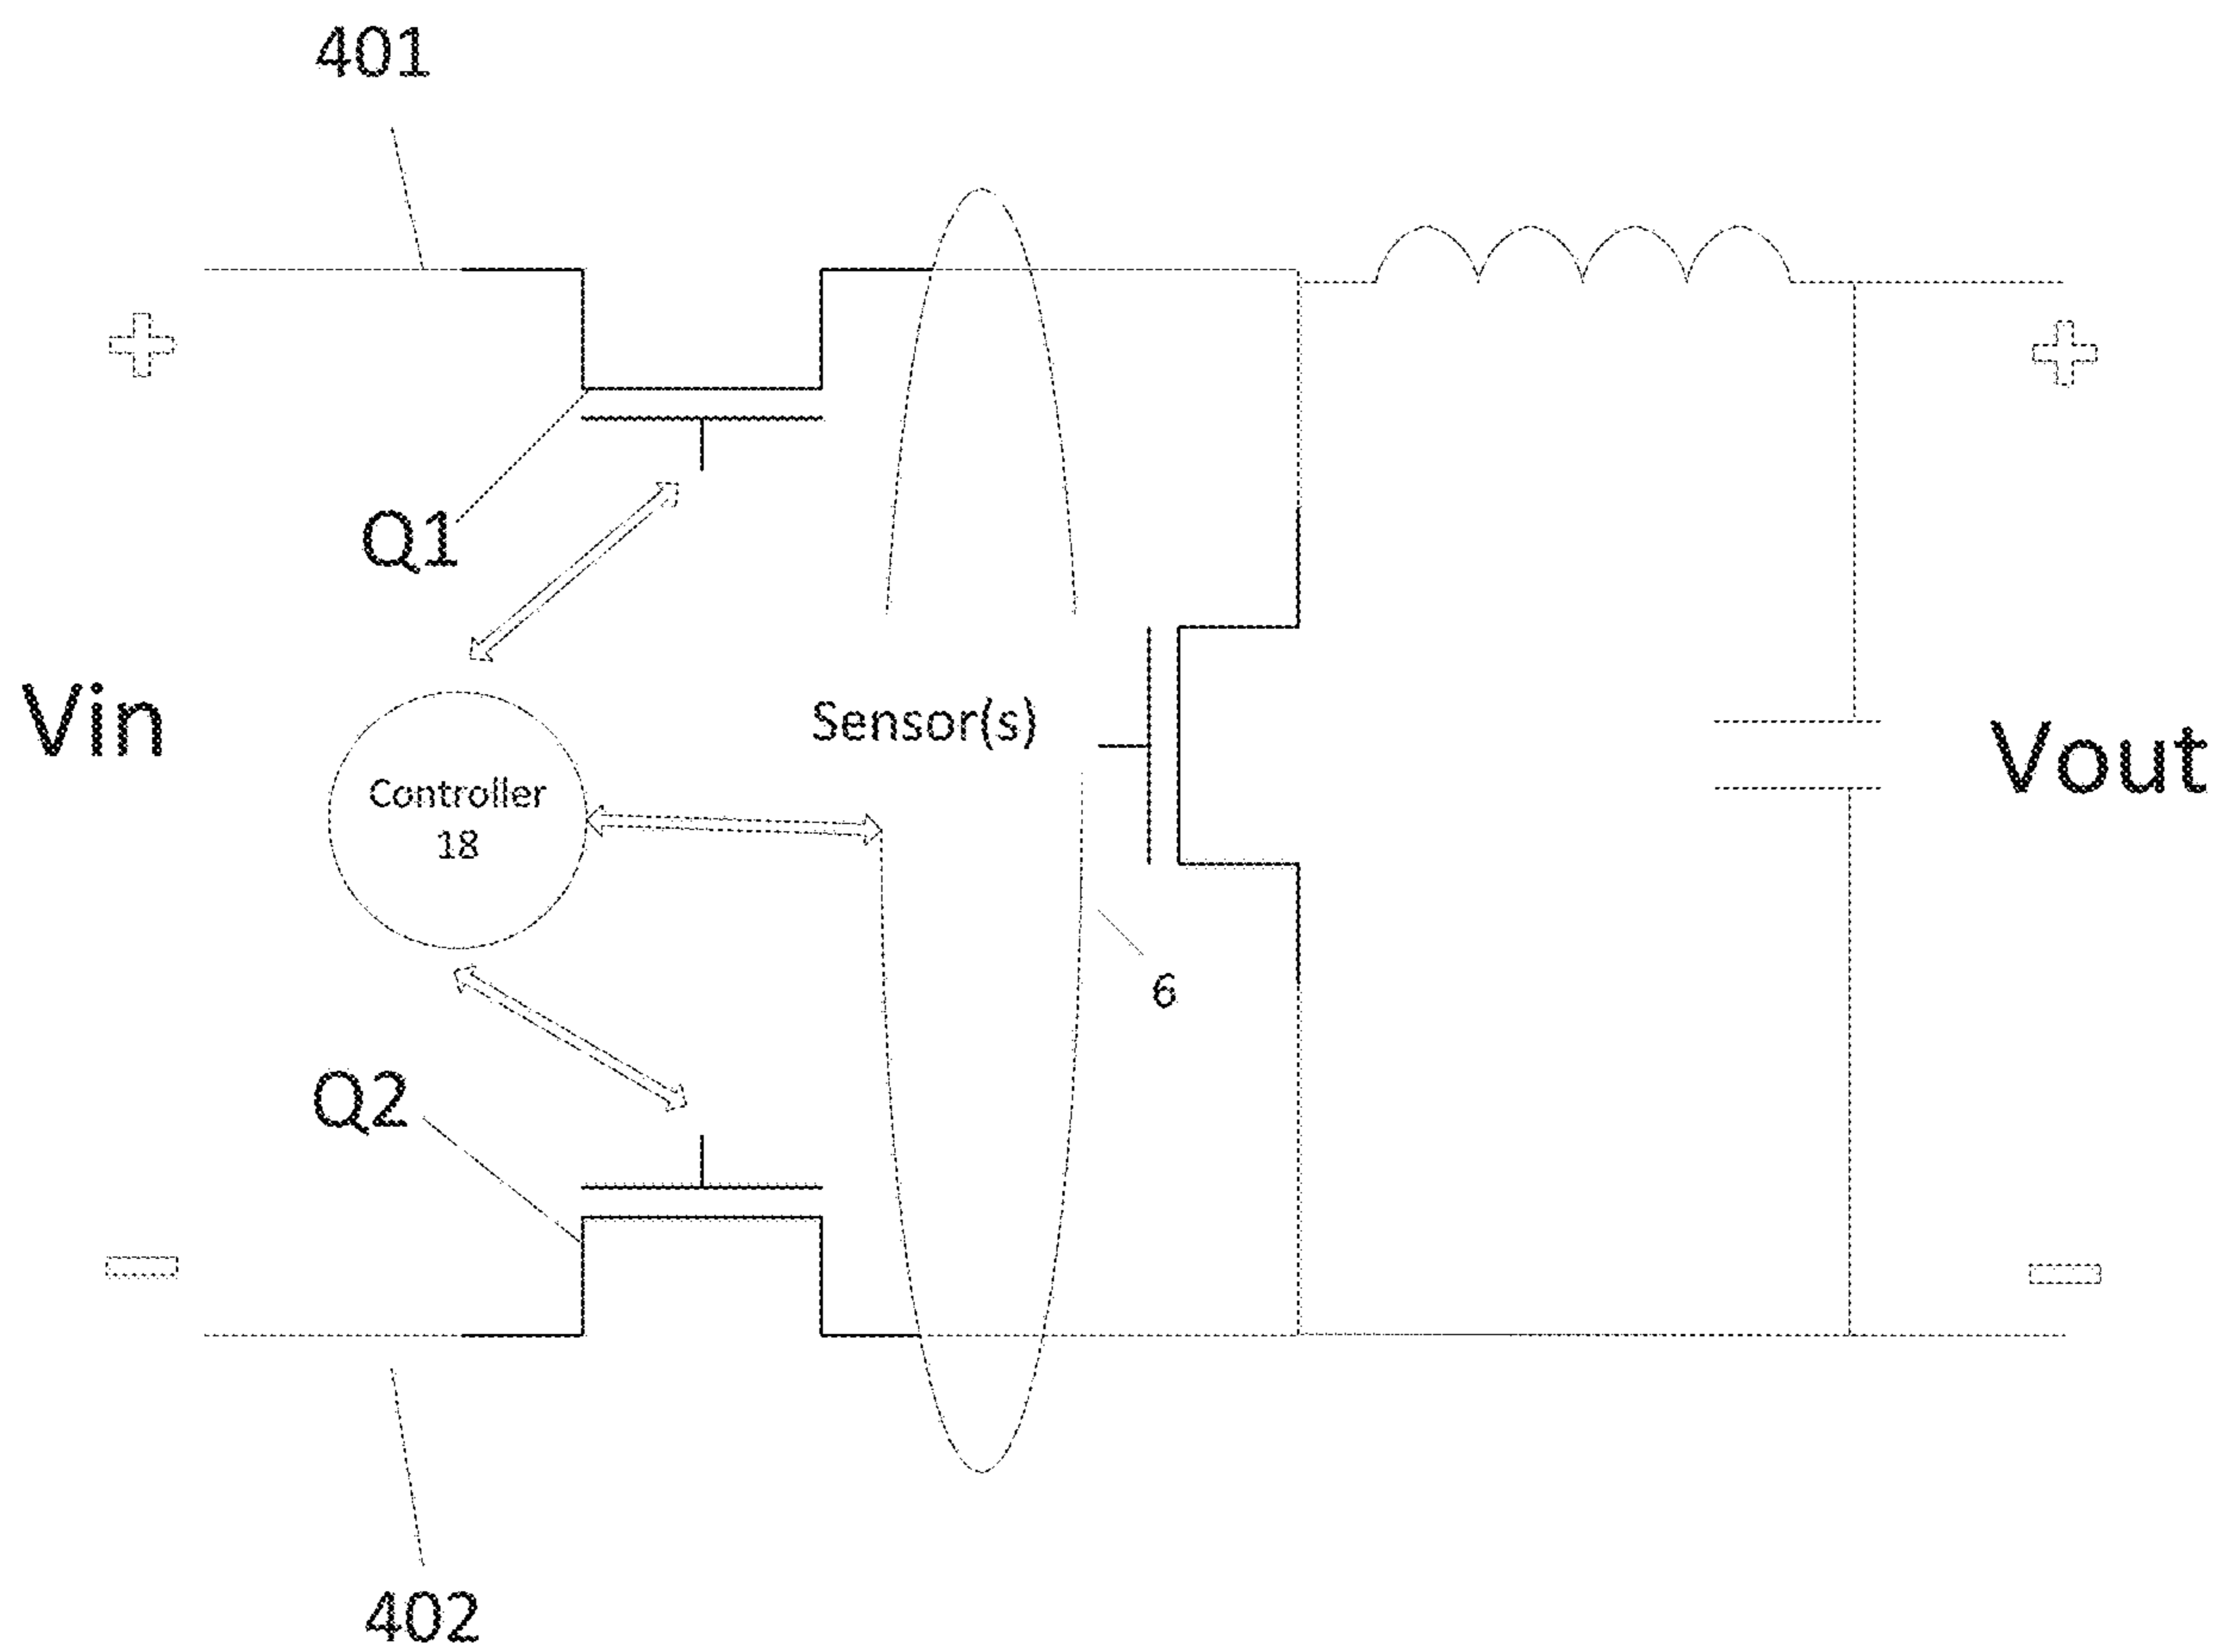 401
+
+
Q1
Vin
Sensor(s)
Vout
Controller
18
6
Q2
−
−
402